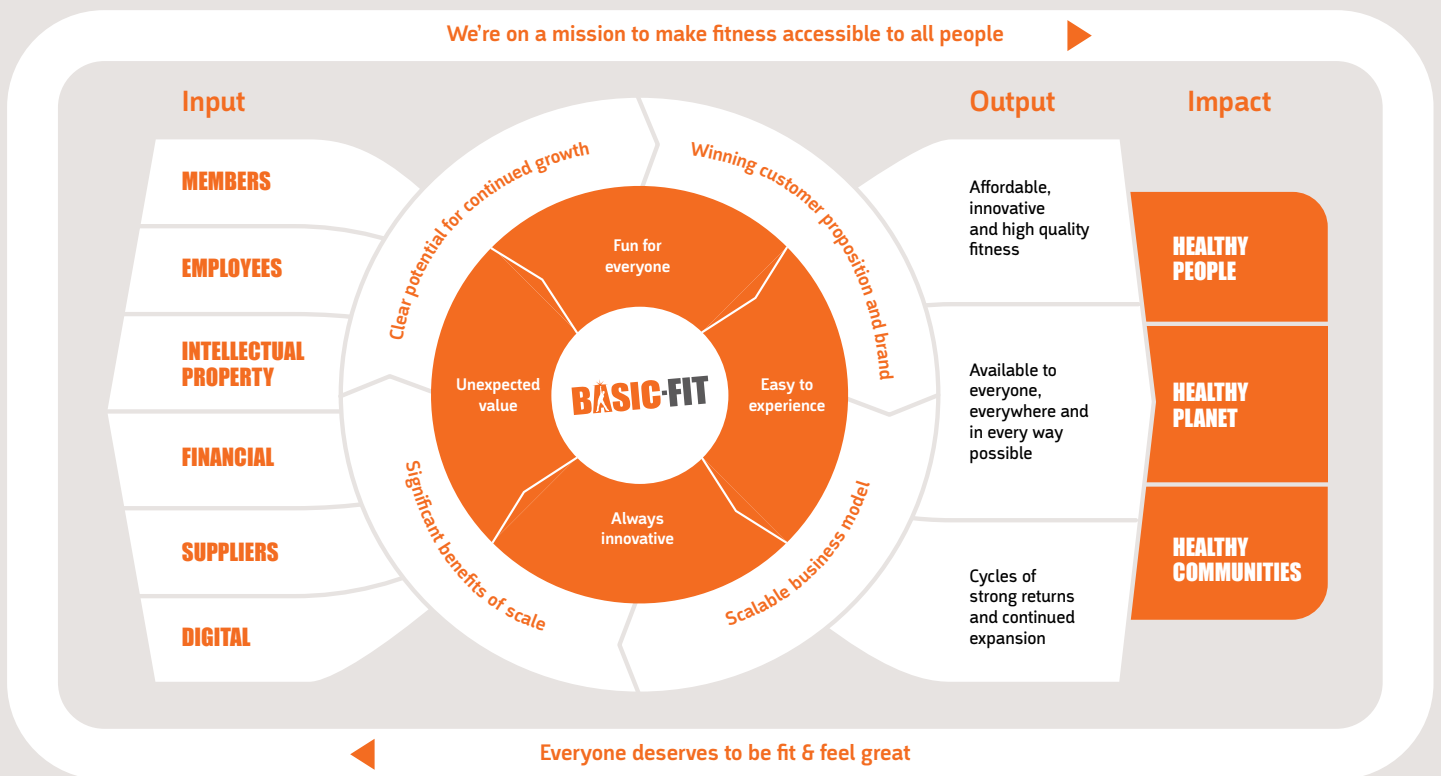 We’re on a mission to make fitness accessible to all people
Input
MEMBERS
EMPLOYEES
INTELLECTUAL
PROPERTY
FINANCIAL
SUPPLIERS
DIGITAL
Clear potential for continued growth
Winning customer proposition and brand
Scalable business model
Significant benefits of scale
Fun for
everyone
Easy to
experience
Always
innovative
Unexpected
value
BASIC-FIT
Output
Affordable,
innovative
and high quality
fitness
Available to
everyone,
everywhere and
in every way
possible
Cycles of
strong returns
and continued
expansion
Impact
HEALTHY
PEOPLE
HEALTHY
PLANET
HEALTHY
COMMUNITIES
Everyone deserves to be fit & feel great